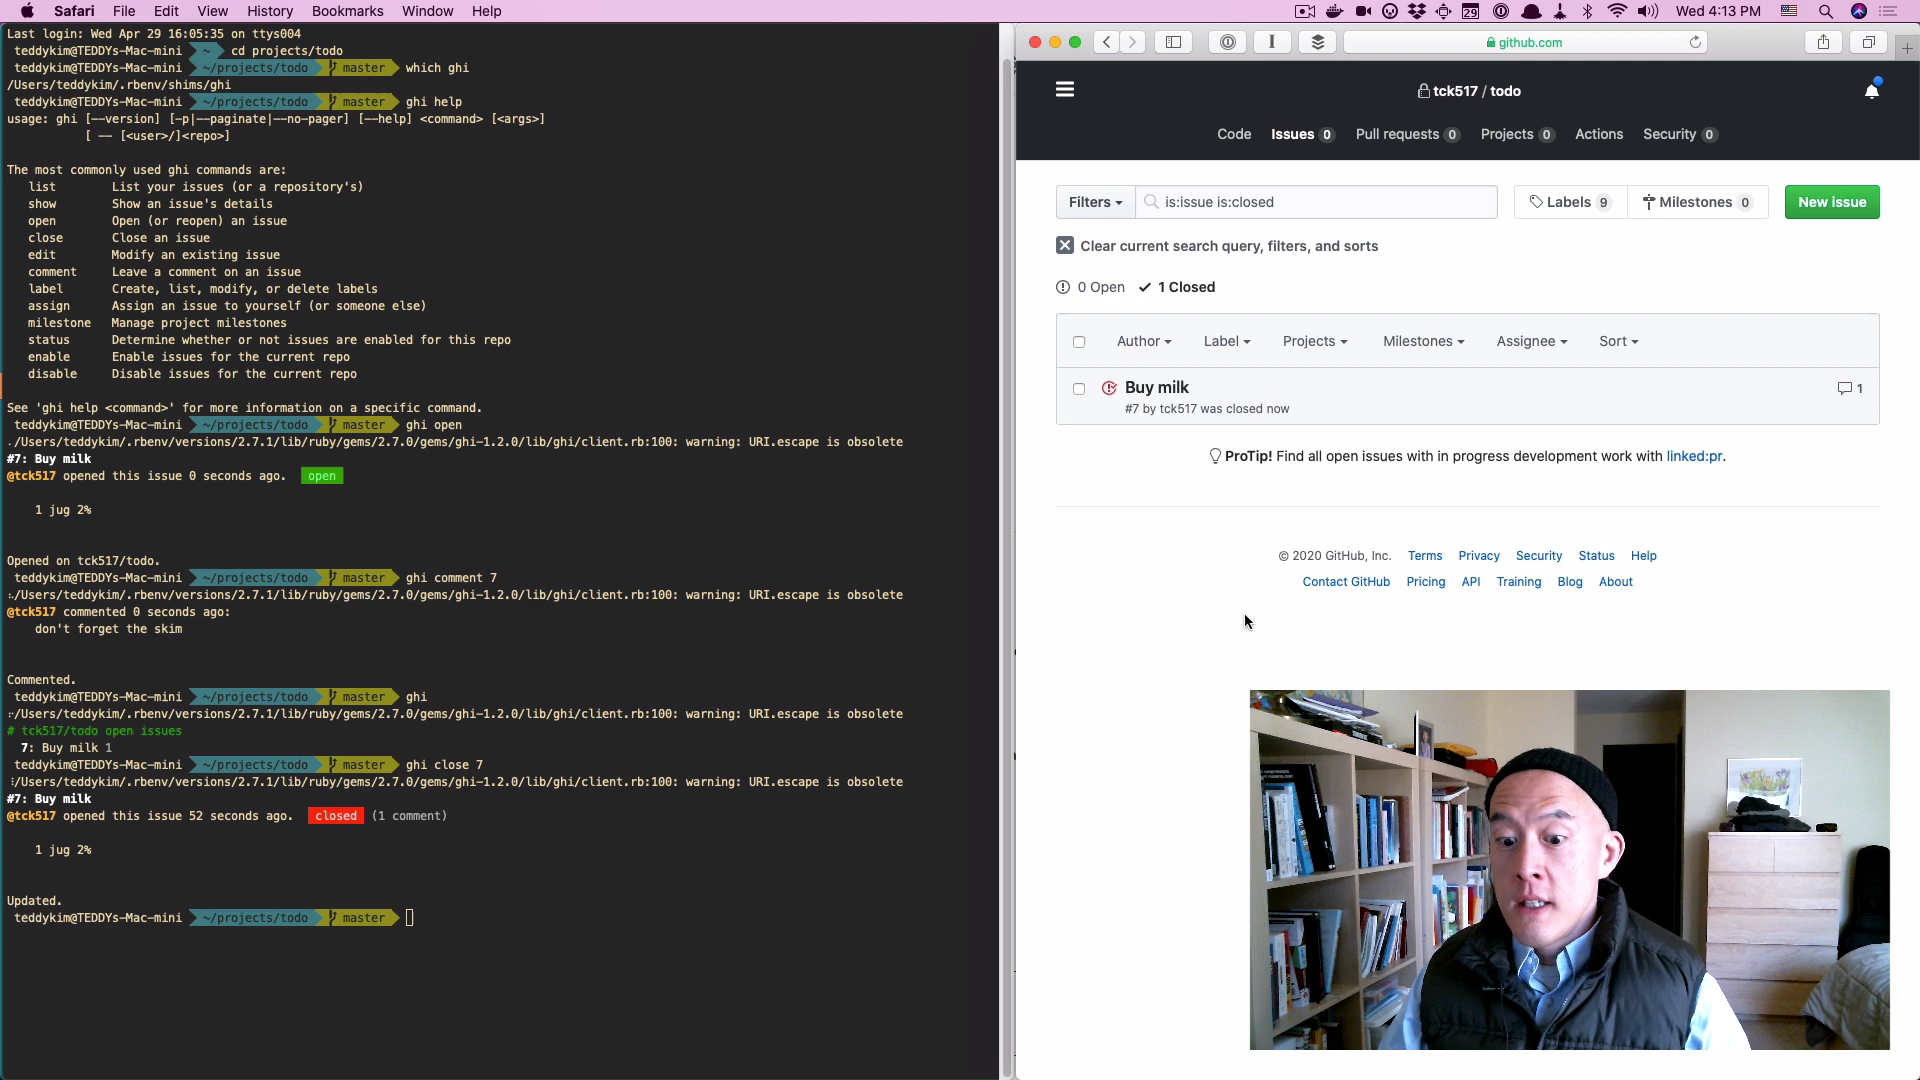 Safari File Edit View History Bookmarks Window Help
29 Wed 4:13 PM
Last login: Wed Apr 29 16:05:35 on ttys004
teddykim@TEDDYs-Mac-mini ~ cd projects/todo
teddykim@TEDDYs-Mac-mini ~/projects/todo master which ghi
/Users/teddykim/.rbenv/shims/ghi
teddykim@TEDDYs-Mac-mini ~/projects/todo master ghi help
usage: ghi [--version] [-p|--paginate|--no-pager] [--help] <command> [<args>]
[ -- [<user>/]<repo>]
The most commonly used ghi commands are:
list List your issues (or a repository's)
show Show an issue's details
open Open (or reopen) an issue
close Close an issue
edit Modify an existing issue
comment Leave a comment on an issue
label Create, list, modify, or delete labels
assign Assign an issue to yourself (or someone else)
milestone Manage project milestones
status Determine whether or not issues are enabled for this repo
enable Enable issues for the current repo
disable Disable issues for the current repo
See 'ghi help <command>' for more information on a specific command.
teddykim@TEDDYs-Mac-mini ~/projects/todo master ghi open
/Users/teddykim/.rbenv/versions/2.7.1/lib/ruby/gems/2.7.0/gems/ghi-1.2.0/lib/ghi/client.rb:100: warning: URI.escape is obsolete
#7: Buy milk
@tck517 opened this issue 0 seconds ago. open
1 jug 2%
Opened on tck517/todo.
teddykim@TEDDYs-Mac-mini ~/projects/todo master ghi comment 7
/Users/teddykim/.rbenv/versions/2.7.1/lib/ruby/gems/2.7.0/gems/ghi-1.2.0/lib/ghi/client.rb:100: warning: URI.escape is obsolete
@tck517 commented 0 seconds ago:
don't forget the skim
Commented.
teddykim@TEDDYs-Mac-mini ~/projects/todo master ghi
/Users/teddykim/.rbenv/versions/2.7.1/lib/ruby/gems/2.7.0/gems/ghi-1.2.0/lib/ghi/client.rb:100: warning: URI.escape is obsolete
# tck517/todo open issues
7: Buy milk 1
teddykim@TEDDYs-Mac-mini ~/projects/todo master ghi close 7
/Users/teddykim/.rbenv/versions/2.7.1/lib/ruby/gems/2.7.0/gems/ghi-1.2.0/lib/ghi/client.rb:100: warning: URI.escape is obsolete
#7: Buy milk
@tck517 opened this issue 52 seconds ago. closed (1 comment)
1 jug 2%
Updated.
teddykim@TEDDYs-Mac-mini ~/projects/todo master
github.com
tck517 / todo
Code Issues 0 Pull requests 0 Projects 0 Actions Security 0
Filters is:issue is:closed Labels 9 Milestones 0 New issue
Clear current search query, filters, and sorts
0 Open 1 Closed
Author Label Projects Milestones Assignee Sort
Buy milk 1
#7 by tck517 was closed now
ProTip! Find all open issues with in progress development work with linked:pr.
© 2020 GitHub, Inc. Terms Privacy Security Status Help
Contact GitHub Pricing API Training Blog About